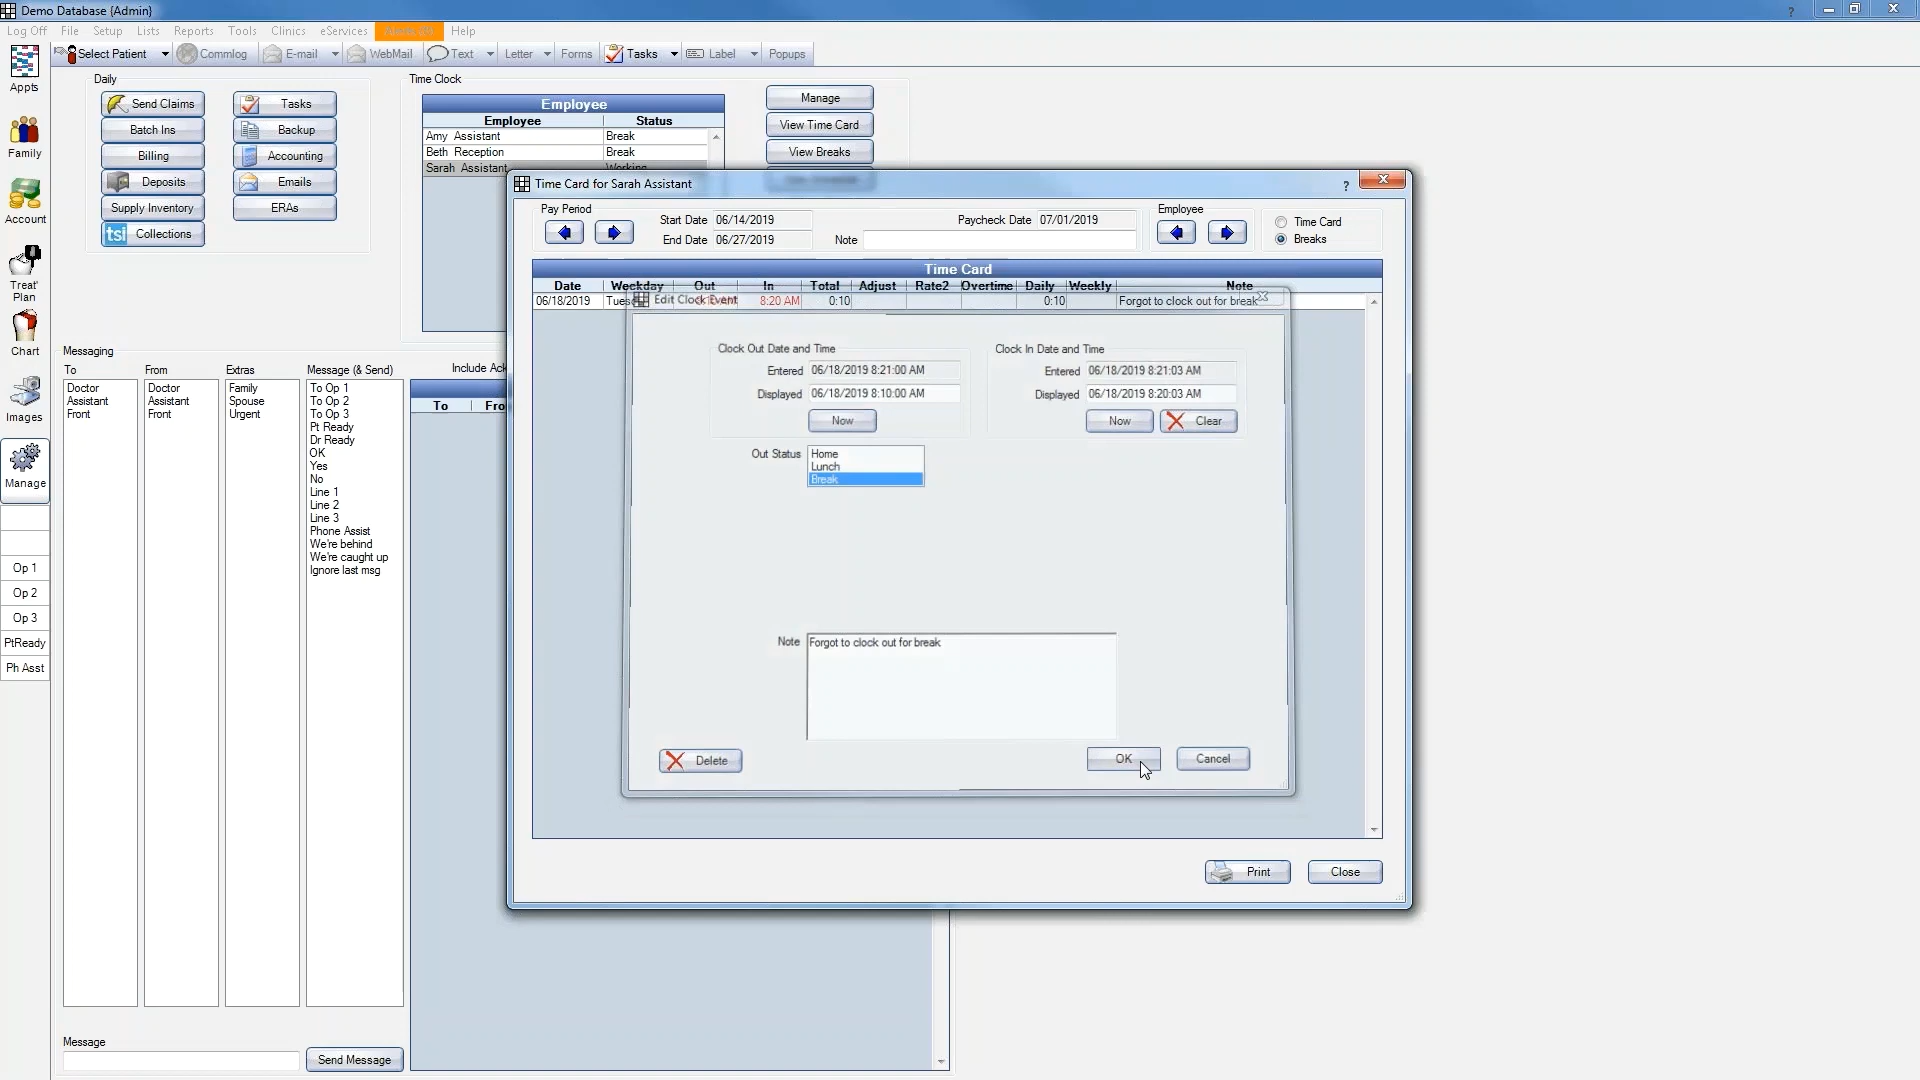 Demo Database {Admin}
Log Off File Setup Lists Reports Tools Clinics eServices Help
Select Patient Commlog E-mail WebMail Text Letter Forms Tasks Label Popups
Appts
Family
Account
Treat'
Plan
Chart
Images
Manage
Op 1
Op 2
Op 3
PtReady
Ph Asst
Daily
Send Claims Tasks
Batch Ins Backup
Billing Accounting
Deposits Emails
Supply Inventory ERAs
tsi Collections
Time Clock
Employee
Employee Status
Amy Assistant Break
Beth Reception Break
Sarah Assistant Working
Manage
View Time Card
View Breaks
Messaging
To From Extras Message (& Send)
Doctor
Assistant
Front
Doctor
Assistant
Front
Family
Spouse
Urgent
To Op 1
To Op 2
To Op 3
Pt Ready
Dr Ready
OK
Yes
No
Line 1
Line 2
Line 3
Phone Assist
We're behind
We're caught up
Ignore last msg
Include Ack
To Fro
Message
Send Message
Time Card for Sarah Assistant
Pay Period
Start Date 06/14/2019
End Date 06/27/2019
Paycheck Date 07/01/2019
Note
Employee
Time Card
Breaks
Time Card
Date Weekday Out In Total Adjust Rate2 Overtime Daily Weekly Note
06/18/2019 Tues 8:20 AM 0:10 0:10 Forgot to clock out for break
Edit Clock Event
Clock Out Date and Time
Entered 06/18/2019 8:21:00 AM
Displayed 06/18/2019 8:10:00 AM
Now
Clock In Date and Time
Entered 06/18/2019 8:21:03 AM
Displayed 06/18/2019 8:20:03 AM
Now Clear
Out Status
Home
Lunch
Break
Note Forgot to clock out for break
Delete OK Cancel
Print Close